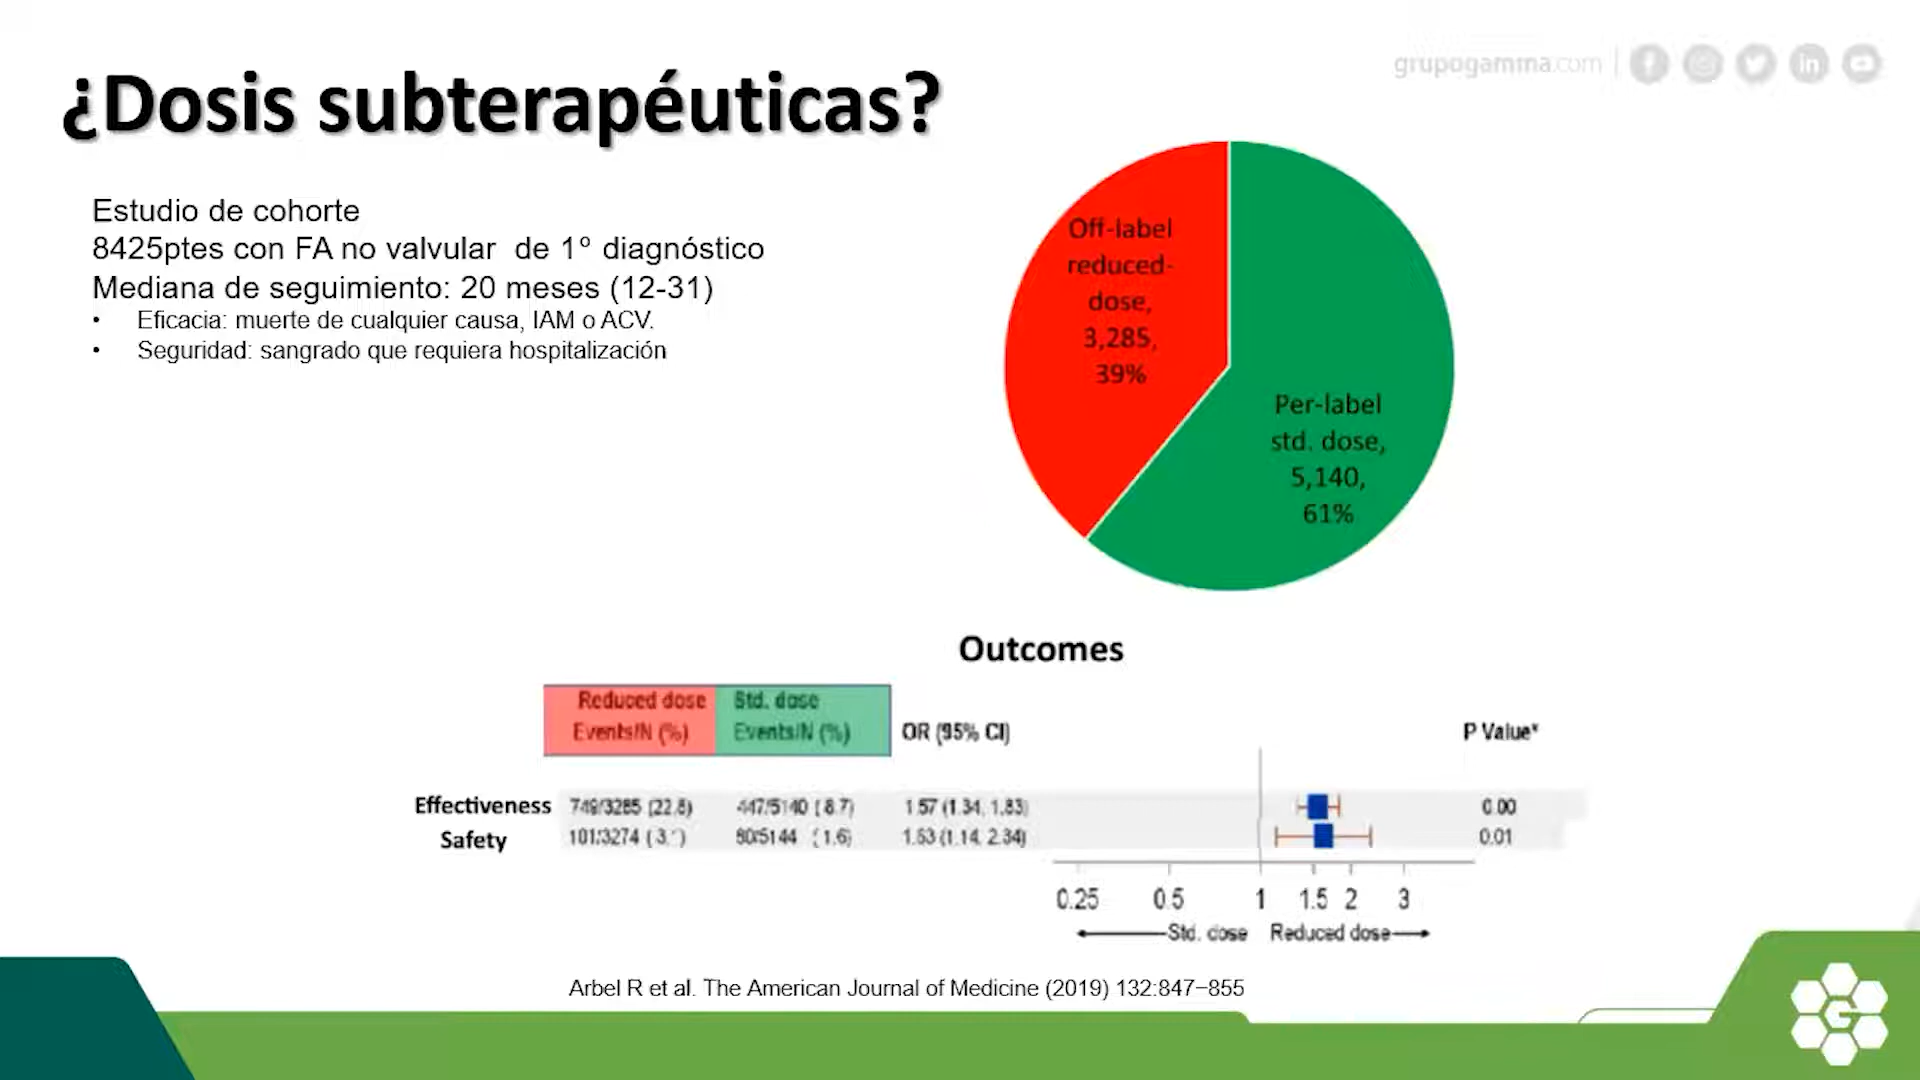 grupogamma.com
¿Dosis subterapéuticas?
Estudio de cohorte
8425ptes con FA no valvular de 1º diagnóstico
Mediana de seguimiento: 20 meses (12-31)
• Eficacia: muerte de cualquier causa, IAM o ACV.
• Seguridad: sangrado que requiera hospitalización
Off-label
reduced-
dose,
3,285,
39%
Per-label
std. dose,
5,140,
61%
Outcomes
Reduced dose Std. dose
Events/N (%) Events/N (%) OR (95% CI) P Value*
Effectiveness 749/3285 (22.8) 447/5140 (8.7) 1.57 (1.34, 1.83) 0.00
Safety 101/3274 80/5144 (1.6) 1.63 (1.14, 2.34) 0.01
0.25 0.5 1 1.5 2 3
Std. dose Reduced dose
Arbel R et al. The American Journal of Medicine (2019) 132:847–855